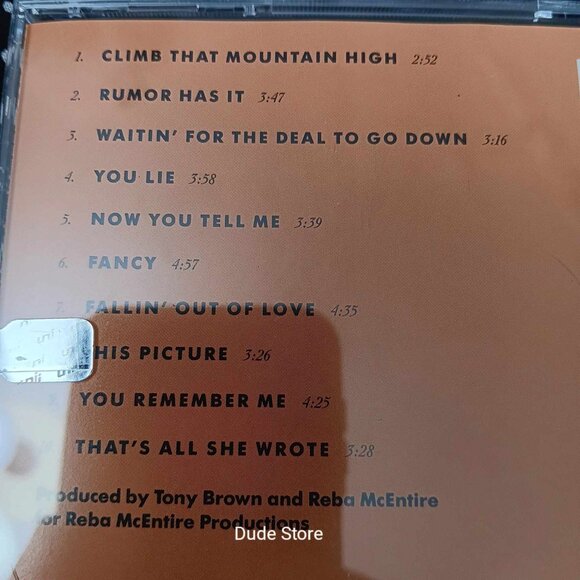 1. CLIMB THAT MOUNTAIN HIGH 2:52
2. RUMOR HAS IT 3:47
3. WAITIN' FOR THE DEAL TO GO DOWN 3:16
4. YOU LIE 3:58
5. NOW YOU TELL ME 3:39
6. FANCY 4:57
7. FALLIN' OUT OF LOVE 4:35
HIS PICTURE 3:26
YOU REMEMBER ME 4:25
THAT'S ALL SHE WROTE 3:28
Produced by Tony Brown and Reba McEntire
for Reba McEntire Productions
Dude Store